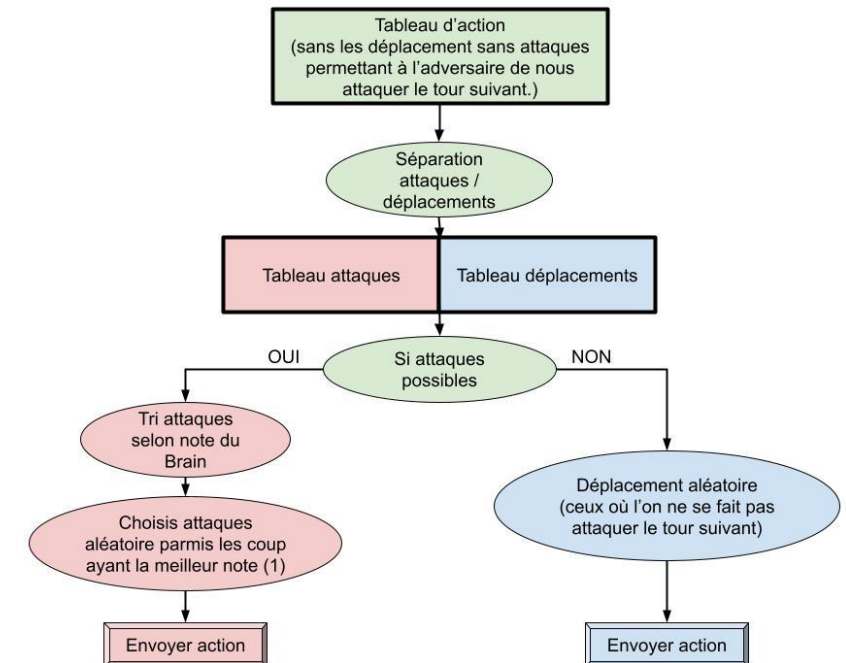 Tableau d'action
(sans les déplacement sans attaques
permettant à l'adversaire de nous
attaquer le tour suivant.)
Séparation
attaques /
déplacements
Tableau attaques
Tableau déplacements
Si attaques
possibles
OUI
NON
Tri attaques
selon note du
Brain
Choisis attaques
aléatoire parmis les coup
ayant la meilleur note (1)
Envoyer action
Déplacement aléatoire
(ceux où l'on ne se fait pas
attaquer le tour suivant)
Envoyer action